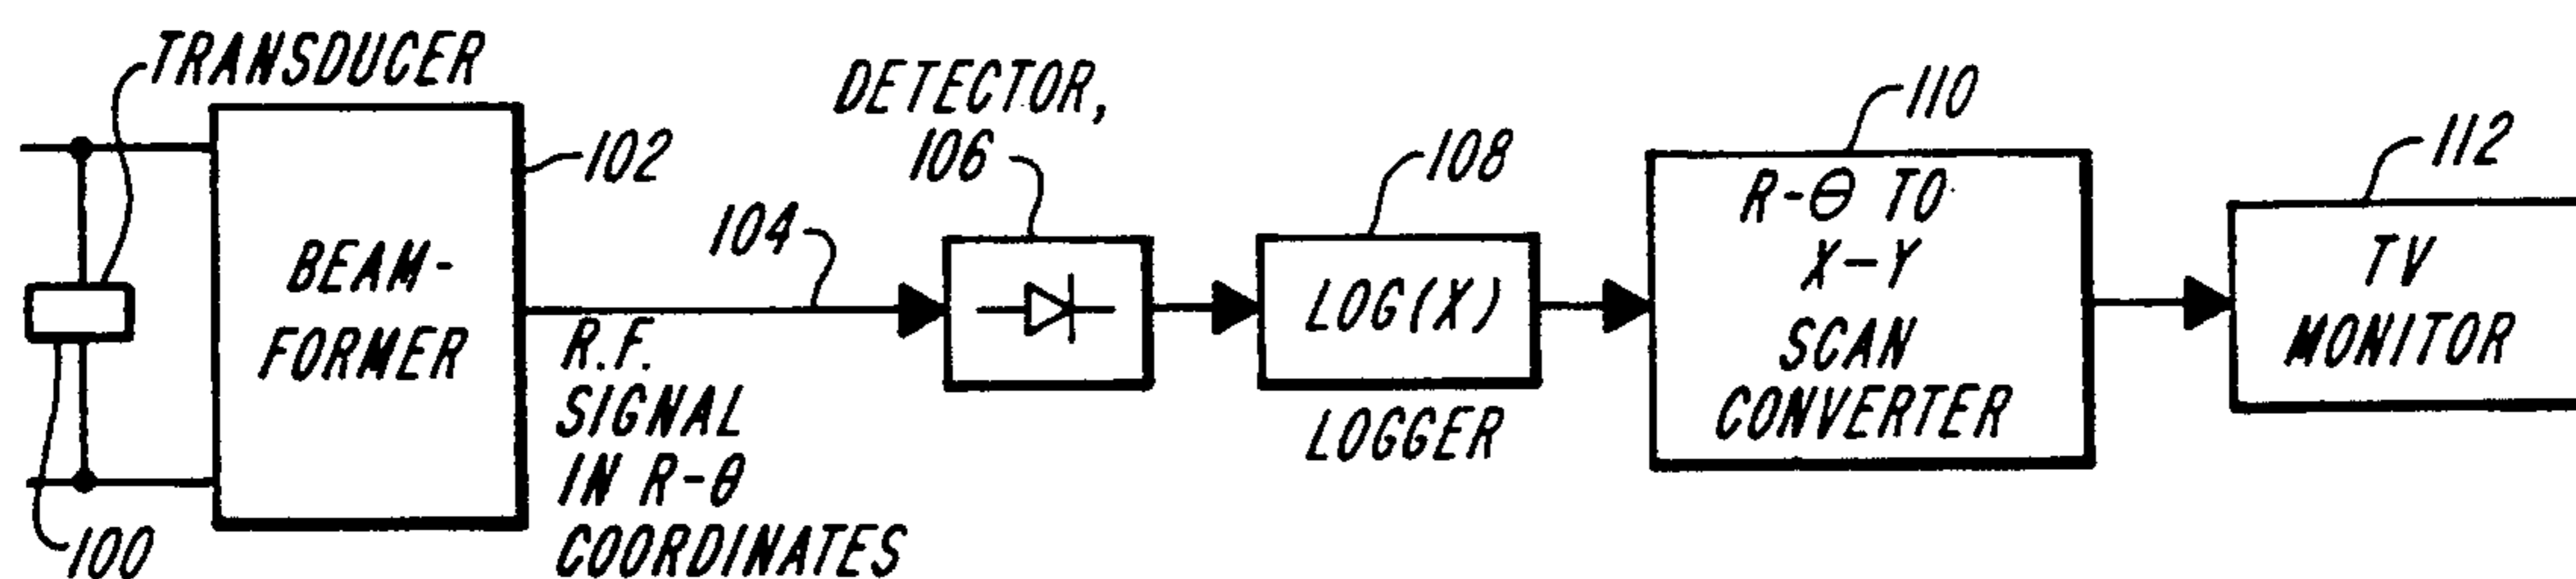 TRANSDUCER
100
BEAM-
FORMER
102
104
R.F.
SIGNAL
IN R-θ
COORDINATES
DETECTOR,
106
108
LOG(X)
LOGGER
110
R-Θ TO
X-Y
SCAN
CONVERTER
112
TV
MONITOR